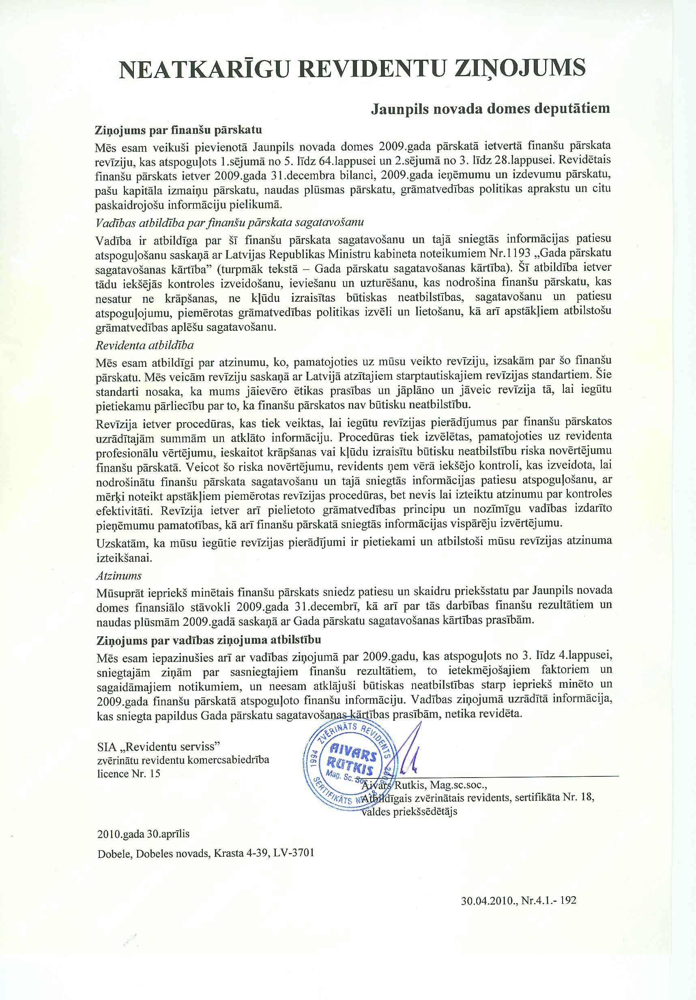 NEATKARĪGU REVIDENTU ZIŅOJUMS
Jaunpils novada domes deputātiem
Ziņojums par finanšu pārskatu
Mēs esam veikuši pievienotā Jaunpils novada domes 2009.gada pārskatā ietvertā finanšu pārskata
revīziju, kas atspoguļots 1.sējumā no 5. līdz 64.lappusei un 2.sējumā no 3. līdz 28.lappusei. Revidētais
finanšu pārskats ietver 2009.gada 31.decembra bilanci, 2009.gada ieņēmumu un izdevumu pārskatu,
pašu kapitāla izmaiņu pārskatu, naudas plūsmas pārskatu, grāmatvedības politikas aprakstu un citu
paskaidrojošu informāciju pielikumā.
Vadības atbildība par finanšu pārskata sagatavošanu
Vadība ir atbildīga par šī finanšu pārskata sagatavošanu un tajā sniegtās informācijas patiesu
atspoguļošanu saskaņā ar Latvijas Republikas Ministru kabineta noteikumiem Nr.1193 „Gada pārskatu
sagatavošanas kārtība” (turpmāk tekstā – Gada pārskatu sagatavošanas kārtība). Šī atbildība ietver
tādu iekšējās kontroles izveidošanu, ieviešanu un uzturēšanu, kas nodrošina finanšu pārskatu, kas
nesatur ne krāpšanas, ne kļūdu izraisītas būtiskas neatbilstības, sagatavošanu un patiesu
atspoguļojumu, piemērotas grāmatvedības politikas izvēli un lietošanu, kā arī apstākļiem atbilstošu
grāmatvedības aplēšu sagatavošanu.
Revidenta atbildība
Mēs esam atbildīgi par atzinumu, ko, pamatojoties uz mūsu veikto revīziju, izsakām par šo finanšu
pārskatu. Mēs veicām revīziju saskaņā ar Latvijā atzītajiem starptautiskajiem revīzijas standartiem. Šie
standarti nosaka, ka mums jāievēro ētikas prasības un jāplāno un jāveic revīzija tā, lai iegūtu
pietiekamu pārliecību par to, ka finanšu pārskatos nav būtisku neatbilstību.
Revīzija ietver procedūras, kas tiek veiktas, lai iegūtu revīzijas pierādījumus par finanšu pārskatos
uzrādītajām summām un atklāto informāciju. Procedūras tiek izvēlētas, pamatojoties uz revidenta
profesionālu vērtējumu, ieskaitot krāpšanas vai kļūdu izraisītu būtisku neatbilstību riska novērtējumu
finanšu pārskatā. Veicot šo riska novērtējumu, revidents ņem vērā iekšējo kontroli, kas izveidota, lai
nodrošinātu finanšu pārskata sagatavošanu un tajā sniegtās informācijas patiesu atspoguļošanu, ar
mērķi noteikt apstākļiem piemērotas revīzijas procedūras, bet nevis lai izteiktu atzinumu par kontroles
efektivitāti. Revīzija ietver arī pielietoto grāmatvedības principu un nozīmīgu vadības izdarīto
pieņēmumu pamatotības, kā arī finanšu pārskatā sniegtās informācijas vispārēju izvērtējumu.
Uzskatām, ka mūsu iegūtie revīzijas pierādījumi ir pietiekami un atbilstoši mūsu revīzijas atzinuma
izteikšanai.
Atzinums
Mūsuprāt iepriekš minētais finanšu pārskats sniedz patiesu un skaidru priekšstatu par Jaunpils novada
domes finansiālo stāvokli 2009.gada 31.decembrī, kā arī par tās darbības finanšu rezultātiem un
naudas plūsmām 2009.gadā saskaņā ar Gada pārskatu sagatavošanas kārtības prasībām.
Ziņojums par vadības ziņojuma atbilstību
Mēs esam iepazinušies arī ar vadības ziņojumā par 2009.gadu, kas atspoguļots no 3. līdz 4.lappusei,
sniegtajām ziņām par sasniegtajiem finanšu rezultātiem, to ietekmējošajiem faktoriem un
sagaidāmajiem notikumiem, un neesam atklājuši būtiskas neatbilstības starp iepriekš minēto un
2009.gada finanšu pārskatā atspoguļoto finanšu informāciju. Vadības ziņojumā uzrādītā informācija,
kas sniegta papildus Gada pārskatu sagatavošanas kārtības prasībām, netika revidēta.
SIA „Revidentu serviss”
zvērinātu revidentu komercsabiedrība
licence Nr. 15
1994 ZVĒRINĀTS REVIDENTS 2008
AIVARS
RUTKIS
Mag. Sc. Soc.
SERTIFIKĀTS NR 18
Aivars Rutkis, Mag.sc.soc.,
Atbildīgais zvērinātais revidents, sertifikāta Nr. 18,
valdes priekšsēdētājs
2010.gada 30.aprīlis
Dobele, Dobeles novads, Krasta 4-39, LV-3701
30.04.2010., Nr.4.1.- 192